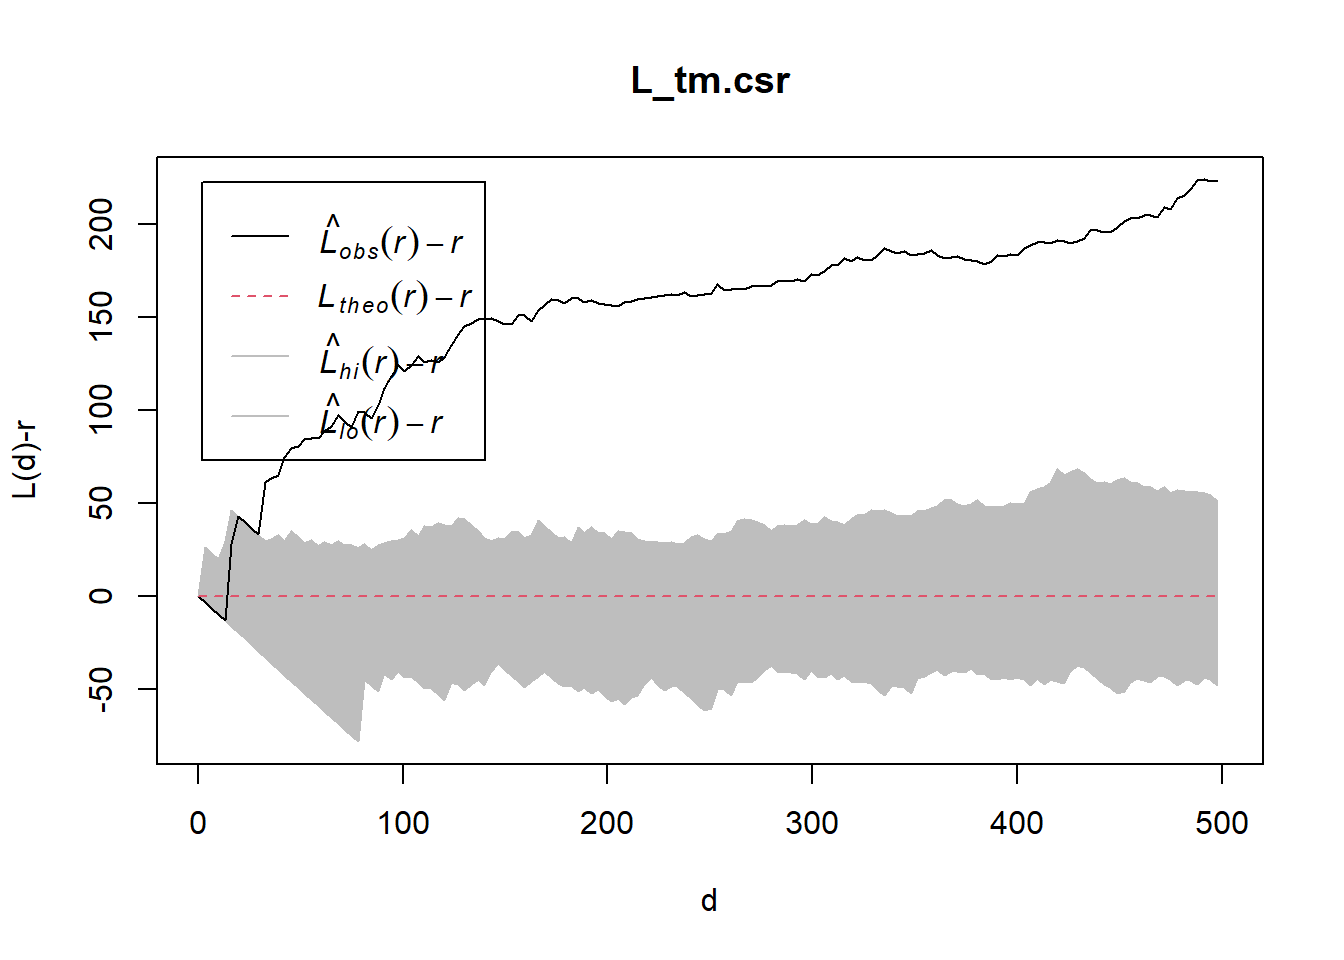 L_tm.csr
L(d)-r
200
150
100
50
0
-50
L̂obs(r) − r
Ltheo(r) − r
L̂hi(r) − r
L̂lo(r) − r
0 100 200 300 400 500
d